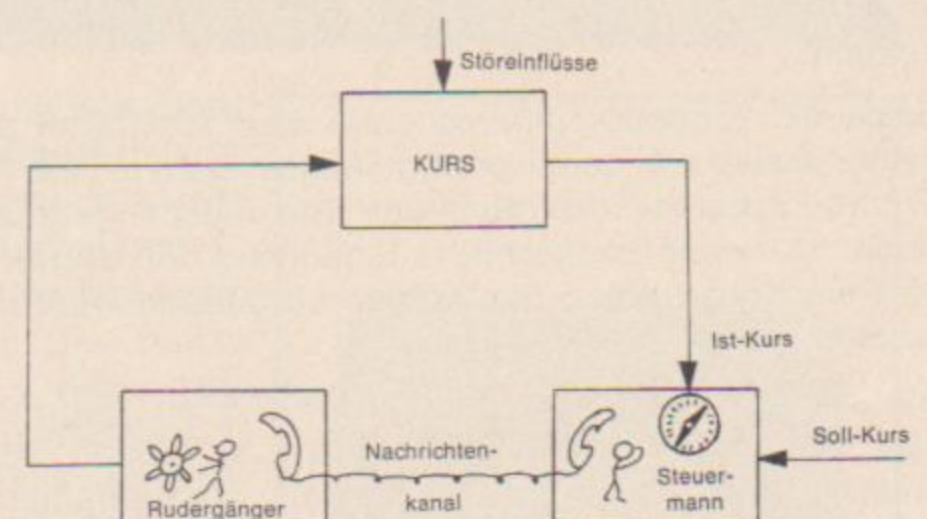 Störeinflüsse
KURS
Ist-Kurs
Soll-Kurs
Nachrichten-
kanal
Steuer-
mann
Rudergänger